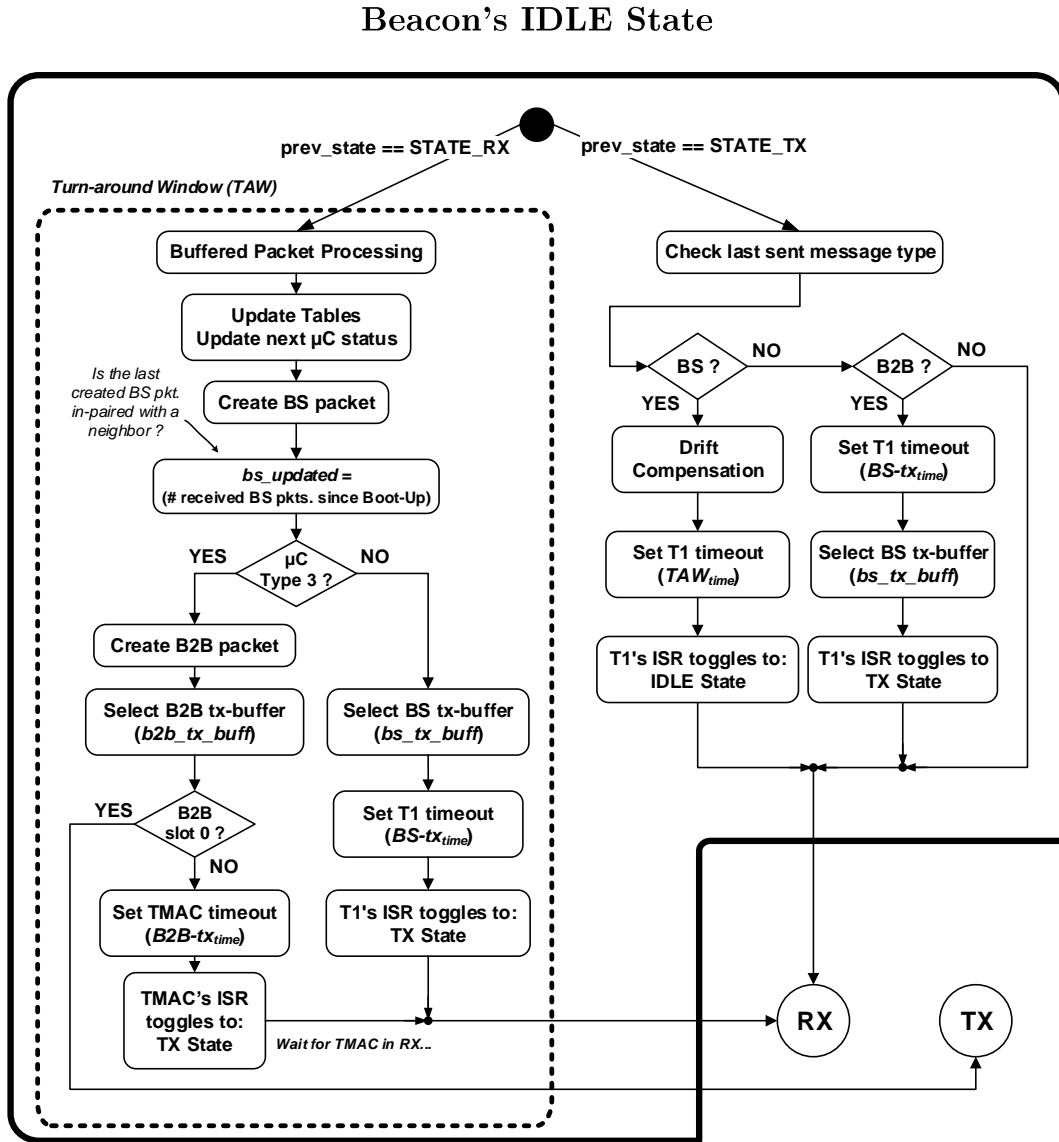 Beacon's IDLE State
prev_state == STATE_RX
prev_state == STATE_TX
Turn-around Window (TAW)
Buffered Packet Processing
Update Tables
Update next µC status
Is the last
created BS pkt.
in-paired with a
neighbor ?
Create BS packet
bs_updated =
(# received BS pkts. since Boot-Up)
YES
µC
Type 3 ?
NO
Create B2B packet
Select B2B tx-buffer
(b2b_tx_buff)
YES
B2B
slot 0 ?
NO
Set TMAC timeout
(B2B-tx_time)
TMAC's ISR
toggles to:
TX State
Wait for TMAC in RX...
Select BS tx-buffer
(bs_tx_buff)
Set T1 timeout
(BS-tx_time)
T1's ISR toggles to:
TX State
Check last sent message type
BS ?
NO
YES
B2B ?
NO
YES
Drift
Compensation
Set T1 timeout
(TAW_time)
T1's ISR toggles to:
IDLE State
Set T1 timeout
(BS-tx_time)
Select BS tx-buffer
(bs_tx_buff)
T1's ISR toggles to
TX State
RX
TX